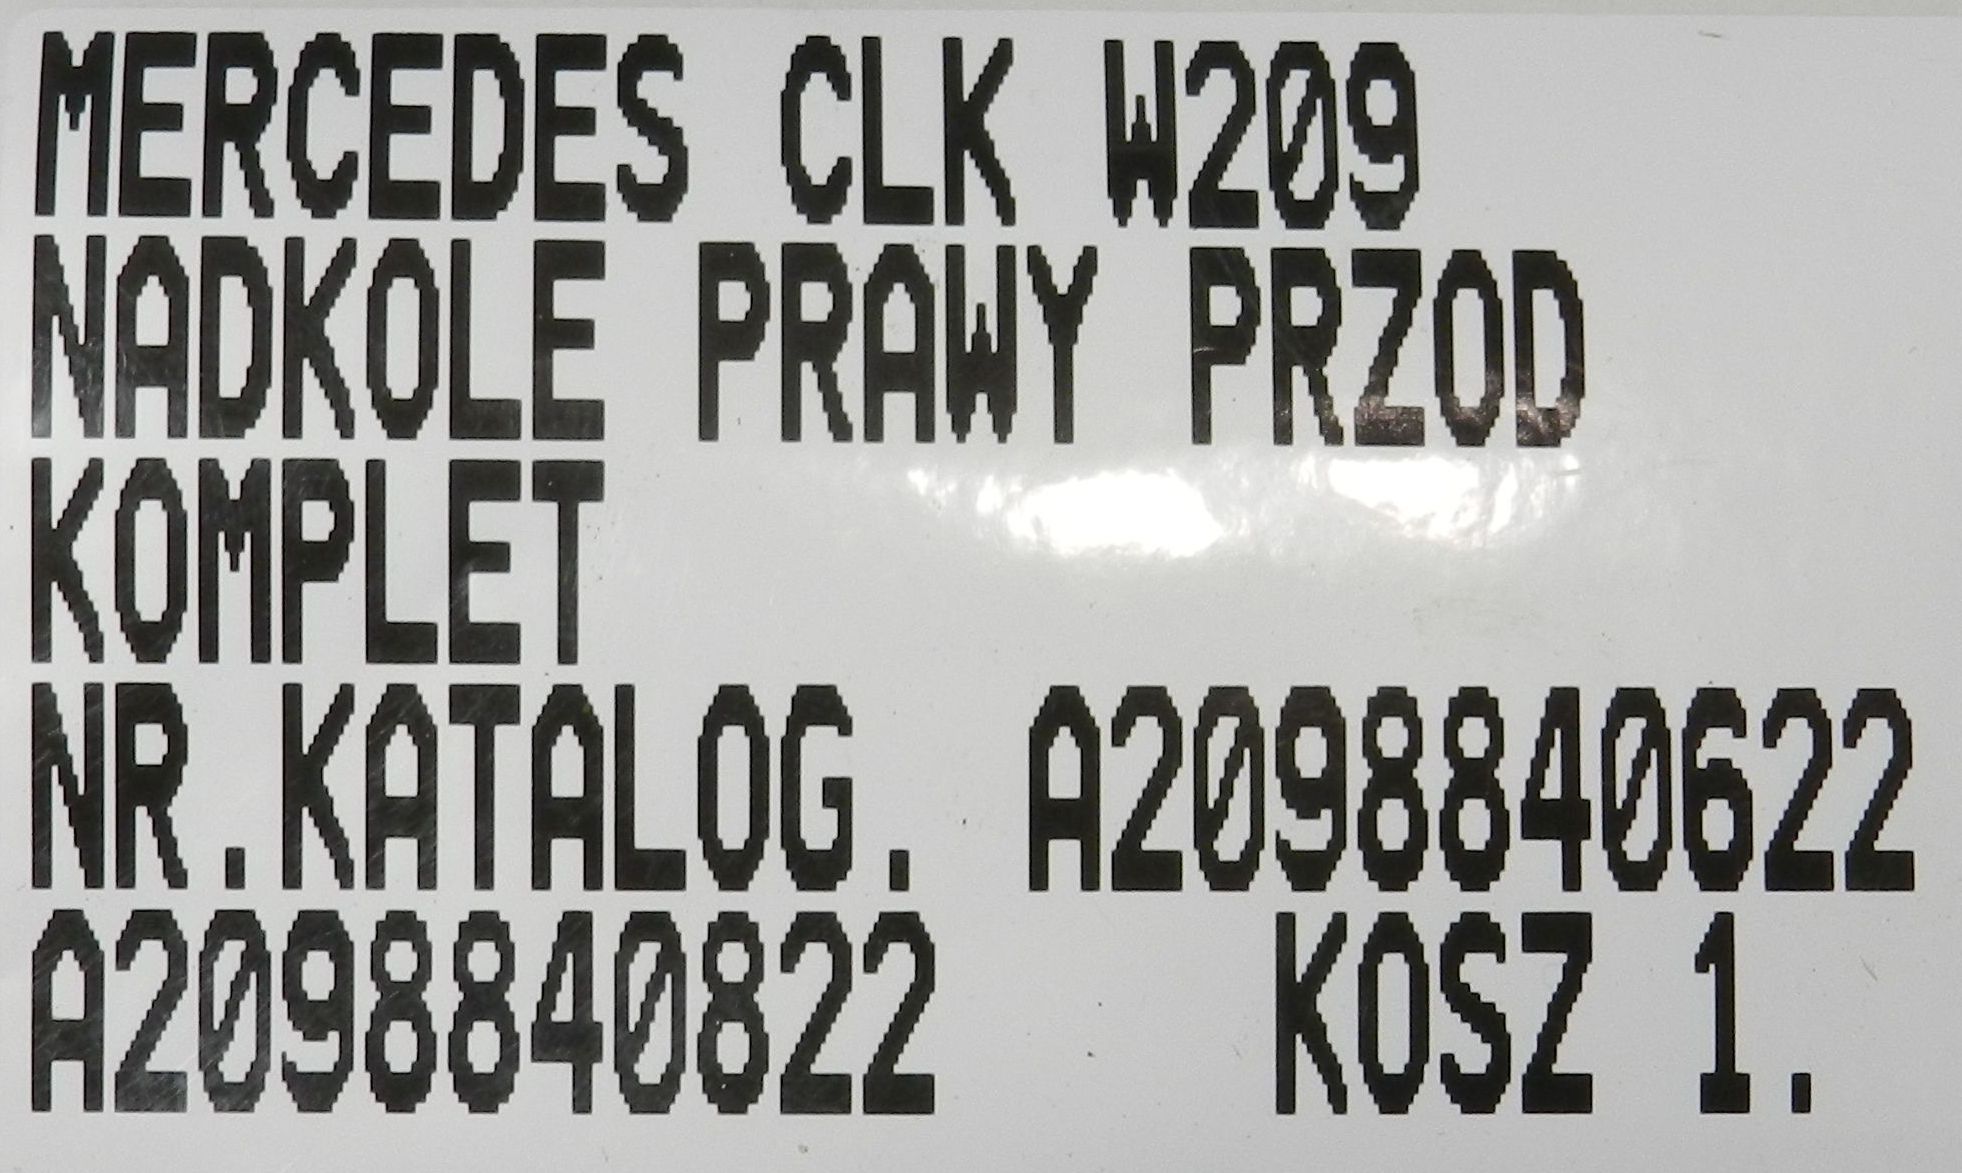 MERCEDES CLK W209
NADKOLE PRAWY PRZOD
KOMPLET
NR.KATALOG. A2098840622
A2098840822 KOSZ 1.